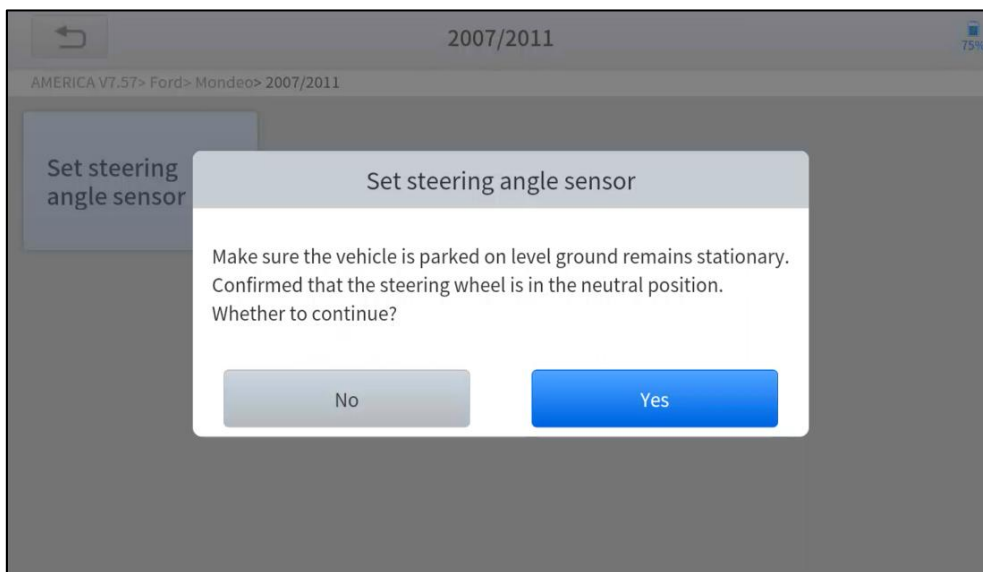 2007/2011
75%
AMERICA V7.57> Ford> Mondeo> 2007/2011
Set steering
angle sensor
Set steering angle sensor
Make sure the vehicle is parked on level ground remains stationary.
Confirmed that the steering wheel is in the neutral position.
Whether to continue?
No
Yes